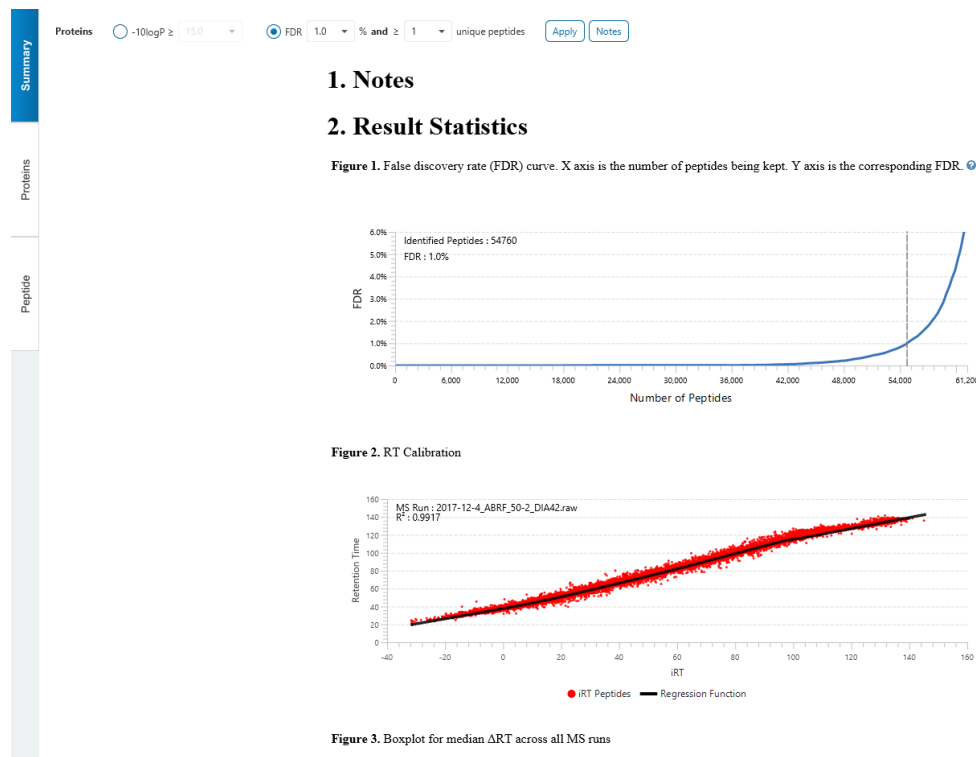 Summary
Proteins
Peptide
Proteins -10logP ≥ 15.0 FDR 1.0 % and ≥ 1 unique peptides Apply Notes
1. Notes
2. Result Statistics
Figure 1. False discovery rate (FDR) curve. X axis is the number of peptides being kept. Y axis is the corresponding FDR. ?
FDR
6.0%
5.0%
4.0%
3.0%
2.0%
1.0%
0.0%
Identified Peptides : 54760
FDR : 1.0%
0 6,000 12,000 18,000 24,000 30,000 36,000 42,000 48,000 54,000 61,20
Number of Peptides
Figure 2. RT Calibration
Retention Time
160
140
120
100
80
60
40
20
0
MS Run : 2017-12-4_ABRF_50-2_DIA42.raw
R² : 0.9917
-40 -20 0 20 40 60 80 100 120 140 160
iRT
iRT Peptides Regression Function
Figure 3. Boxplot for median ΔRT across all MS runs